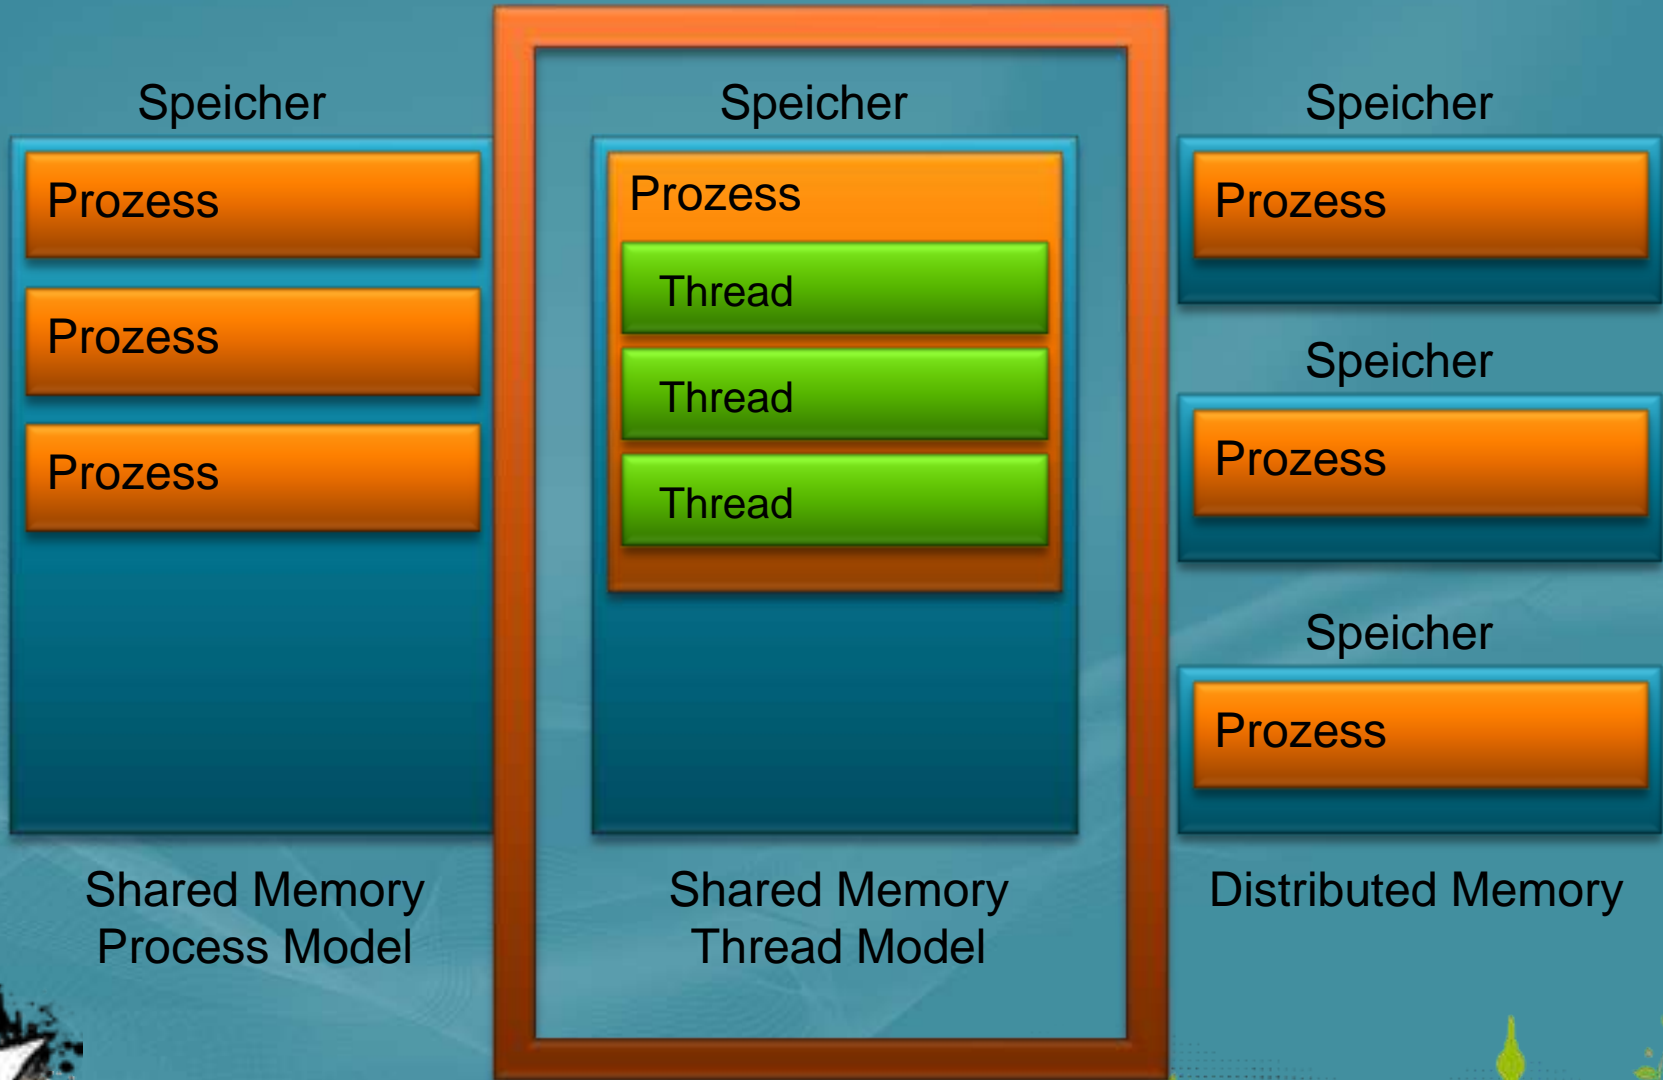 Speicher
Prozess
Prozess
Prozess
Shared Memory
Process Model
Speicher
Prozess
Thread
Thread
Thread
Shared Memory
Thread Model
Speicher
Prozess
Speicher
Prozess
Speicher
Prozess
Distributed Memory